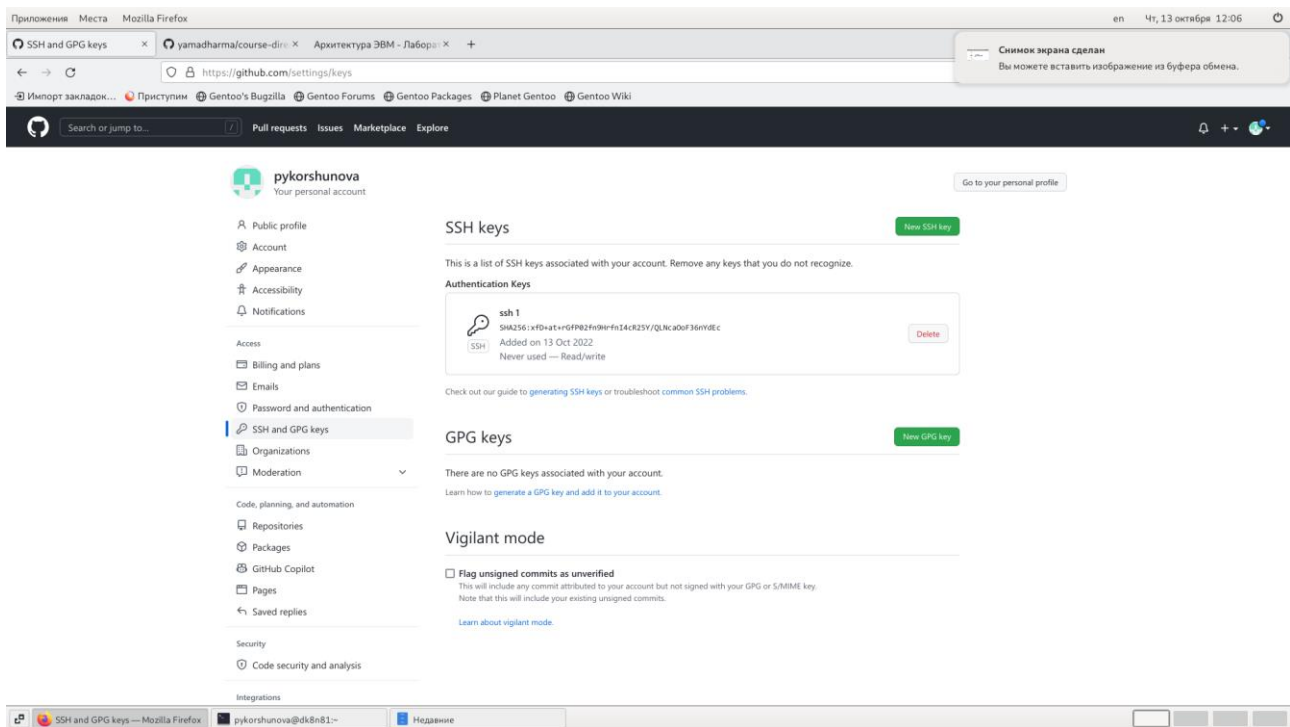 Приложения Места Mozilla Firefox en Чт, 13 октября 12:06
SSH and GPG keys × yamadharma/course-dire × Архитектура ЭВМ - Лаборат × +
Снимок экрана сделан
Вы можете вставить изображение из буфера обмена.
https://github.com/settings/keys
Импорт закладок... Приступим Gentoo's Bugzilla Gentoo Forums Gentoo Packages Planet Gentoo Gentoo Wiki
Search or jump to... / Pull requests Issues Marketplace Explore
pykorshunova
Your personal account
Go to your personal profile
Public profile
Account
Appearance
Accessibility
Notifications
Access
Billing and plans
Emails
Password and authentication
SSH and GPG keys
Organizations
Moderation
Code, planning, and automation
Repositories
Packages
GitHub Copilot
Pages
Saved replies
Security
Code security and analysis
Integrations
SSH keys
New SSH key
This is a list of SSH keys associated with your account. Remove any keys that you do not recognize.
Authentication Keys
ssh 1
SHA256:xfD+at+rGfP02fn9HrfnI4cR25Y/QLNcaOoF36nYdEc
SSH
Added on 13 Oct 2022
Never used — Read/write
Delete
Check out our guide to generating SSH keys or troubleshoot common SSH problems.
GPG keys
New GPG key
There are no GPG keys associated with your account.
Learn how to generate a GPG key and add it to your account.
Vigilant mode
Flag unsigned commits as unverified
This will include any commit attributed to your account but not signed with your GPG or S/MIME key.
Note that this will include your existing unsigned commits.
Learn about vigilant mode.
SSH and GPG keys — Mozilla Firefox pykorshunova@dk8n81:~ Недавние